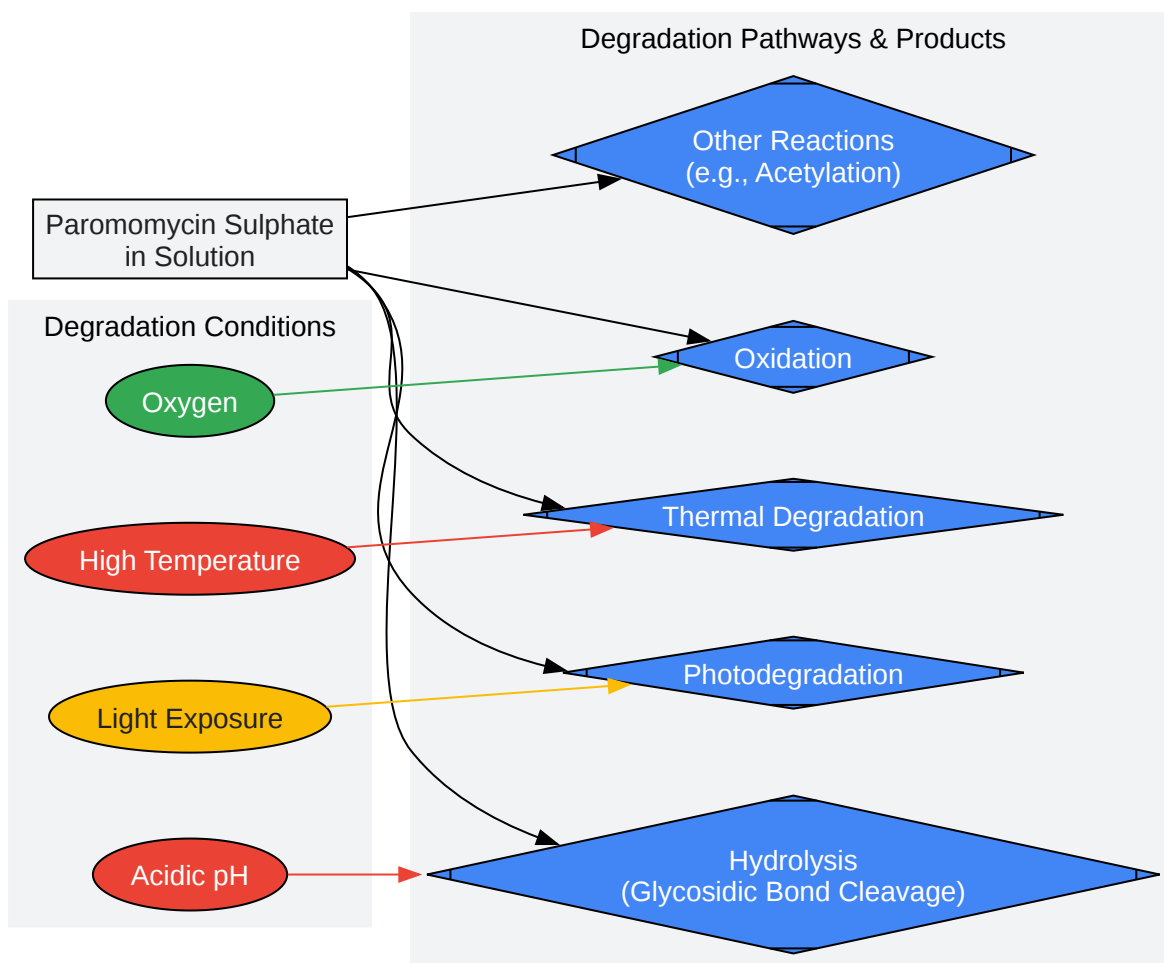 Degradation Pathways & Products
Other Reactions
(e.g., Acetylation)
Paromomycin Sulphate
in Solution
Degradation Conditions
Oxidation
Oxygen
Thermal Degradation
High Temperature
Photodegradation
Light Exposure
Hydrolysis
(Glycosidic Bond Cleavage)
Acidic pH